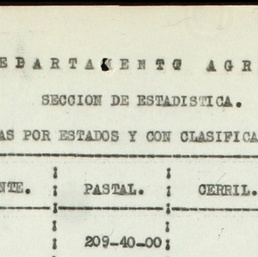 EBARTAMENTO AGR
SECCION DE ESTADISTICA.
AS POR ESTADOS Y CON CLASIFICA
NTE. PASTAL. CERRIL.
209-40-00